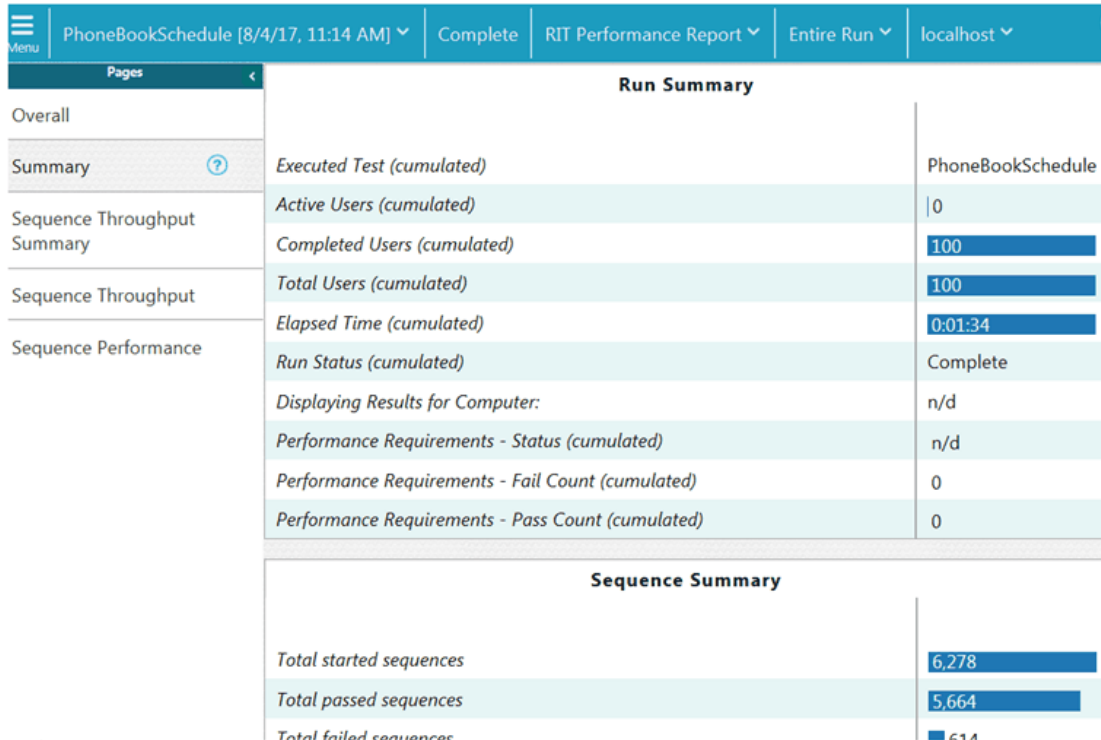 Menu
PhoneBookSchedule [8/4/17, 11:14 AM]
Complete
RIT Performance Report
Entire Run
localhost
Pages
Overall
Summary
?
Sequence Throughput
Summary
Sequence Throughput
Sequence Performance
Run Summary
Executed Test (cumulated) PhoneBookSchedule
Active Users (cumulated) 0
Completed Users (cumulated) 100
Total Users (cumulated) 100
Elapsed Time (cumulated) 0:01:34
Run Status (cumulated) Complete
Displaying Results for Computer: n/d
Performance Requirements - Status (cumulated) n/d
Performance Requirements - Fail Count (cumulated) 0
Performance Requirements - Pass Count (cumulated) 0
Sequence Summary
Total started sequences 6,278
Total passed sequences 5,664
Total failed sequences 614